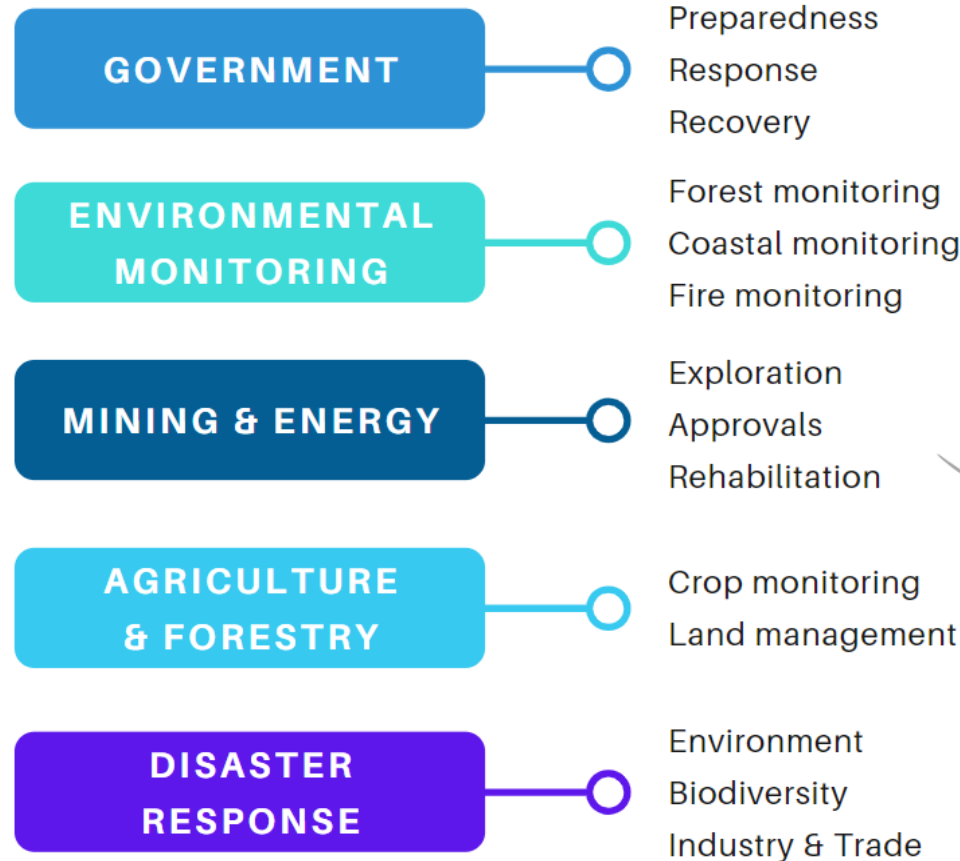 GOVERNMENT
Preparedness
Response
Recovery
ENVIRONMENTAL
MONITORING
Forest monitoring
Coastal monitoring
Fire monitoring
MINING & ENERGY
Exploration
Approvals
Rehabilitation
AGRICULTURE
& FORESTRY
Crop monitoring
Land management
DISASTER
RESPONSE
Environment
Biodiversity
Industry & Trade